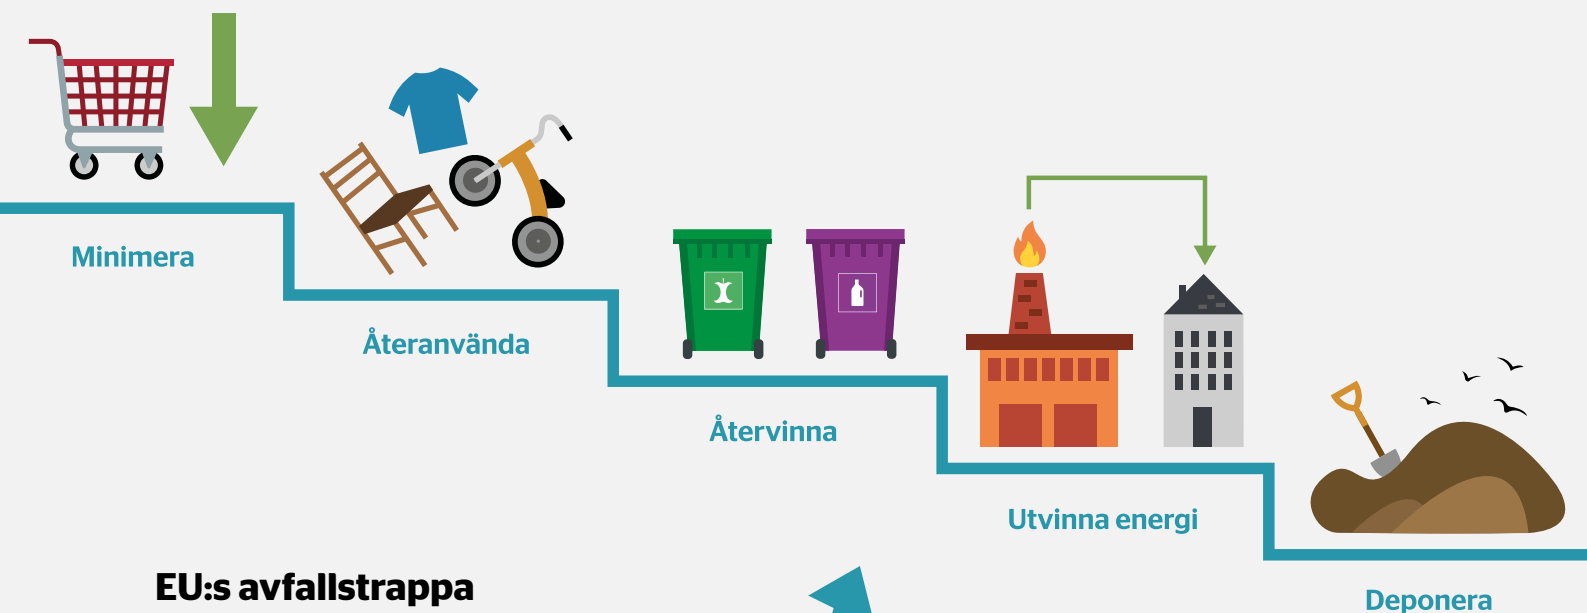 Minimera
Återanvända
Återvinna
Utvinna energi
Deponera
EU:s avfallstrappa